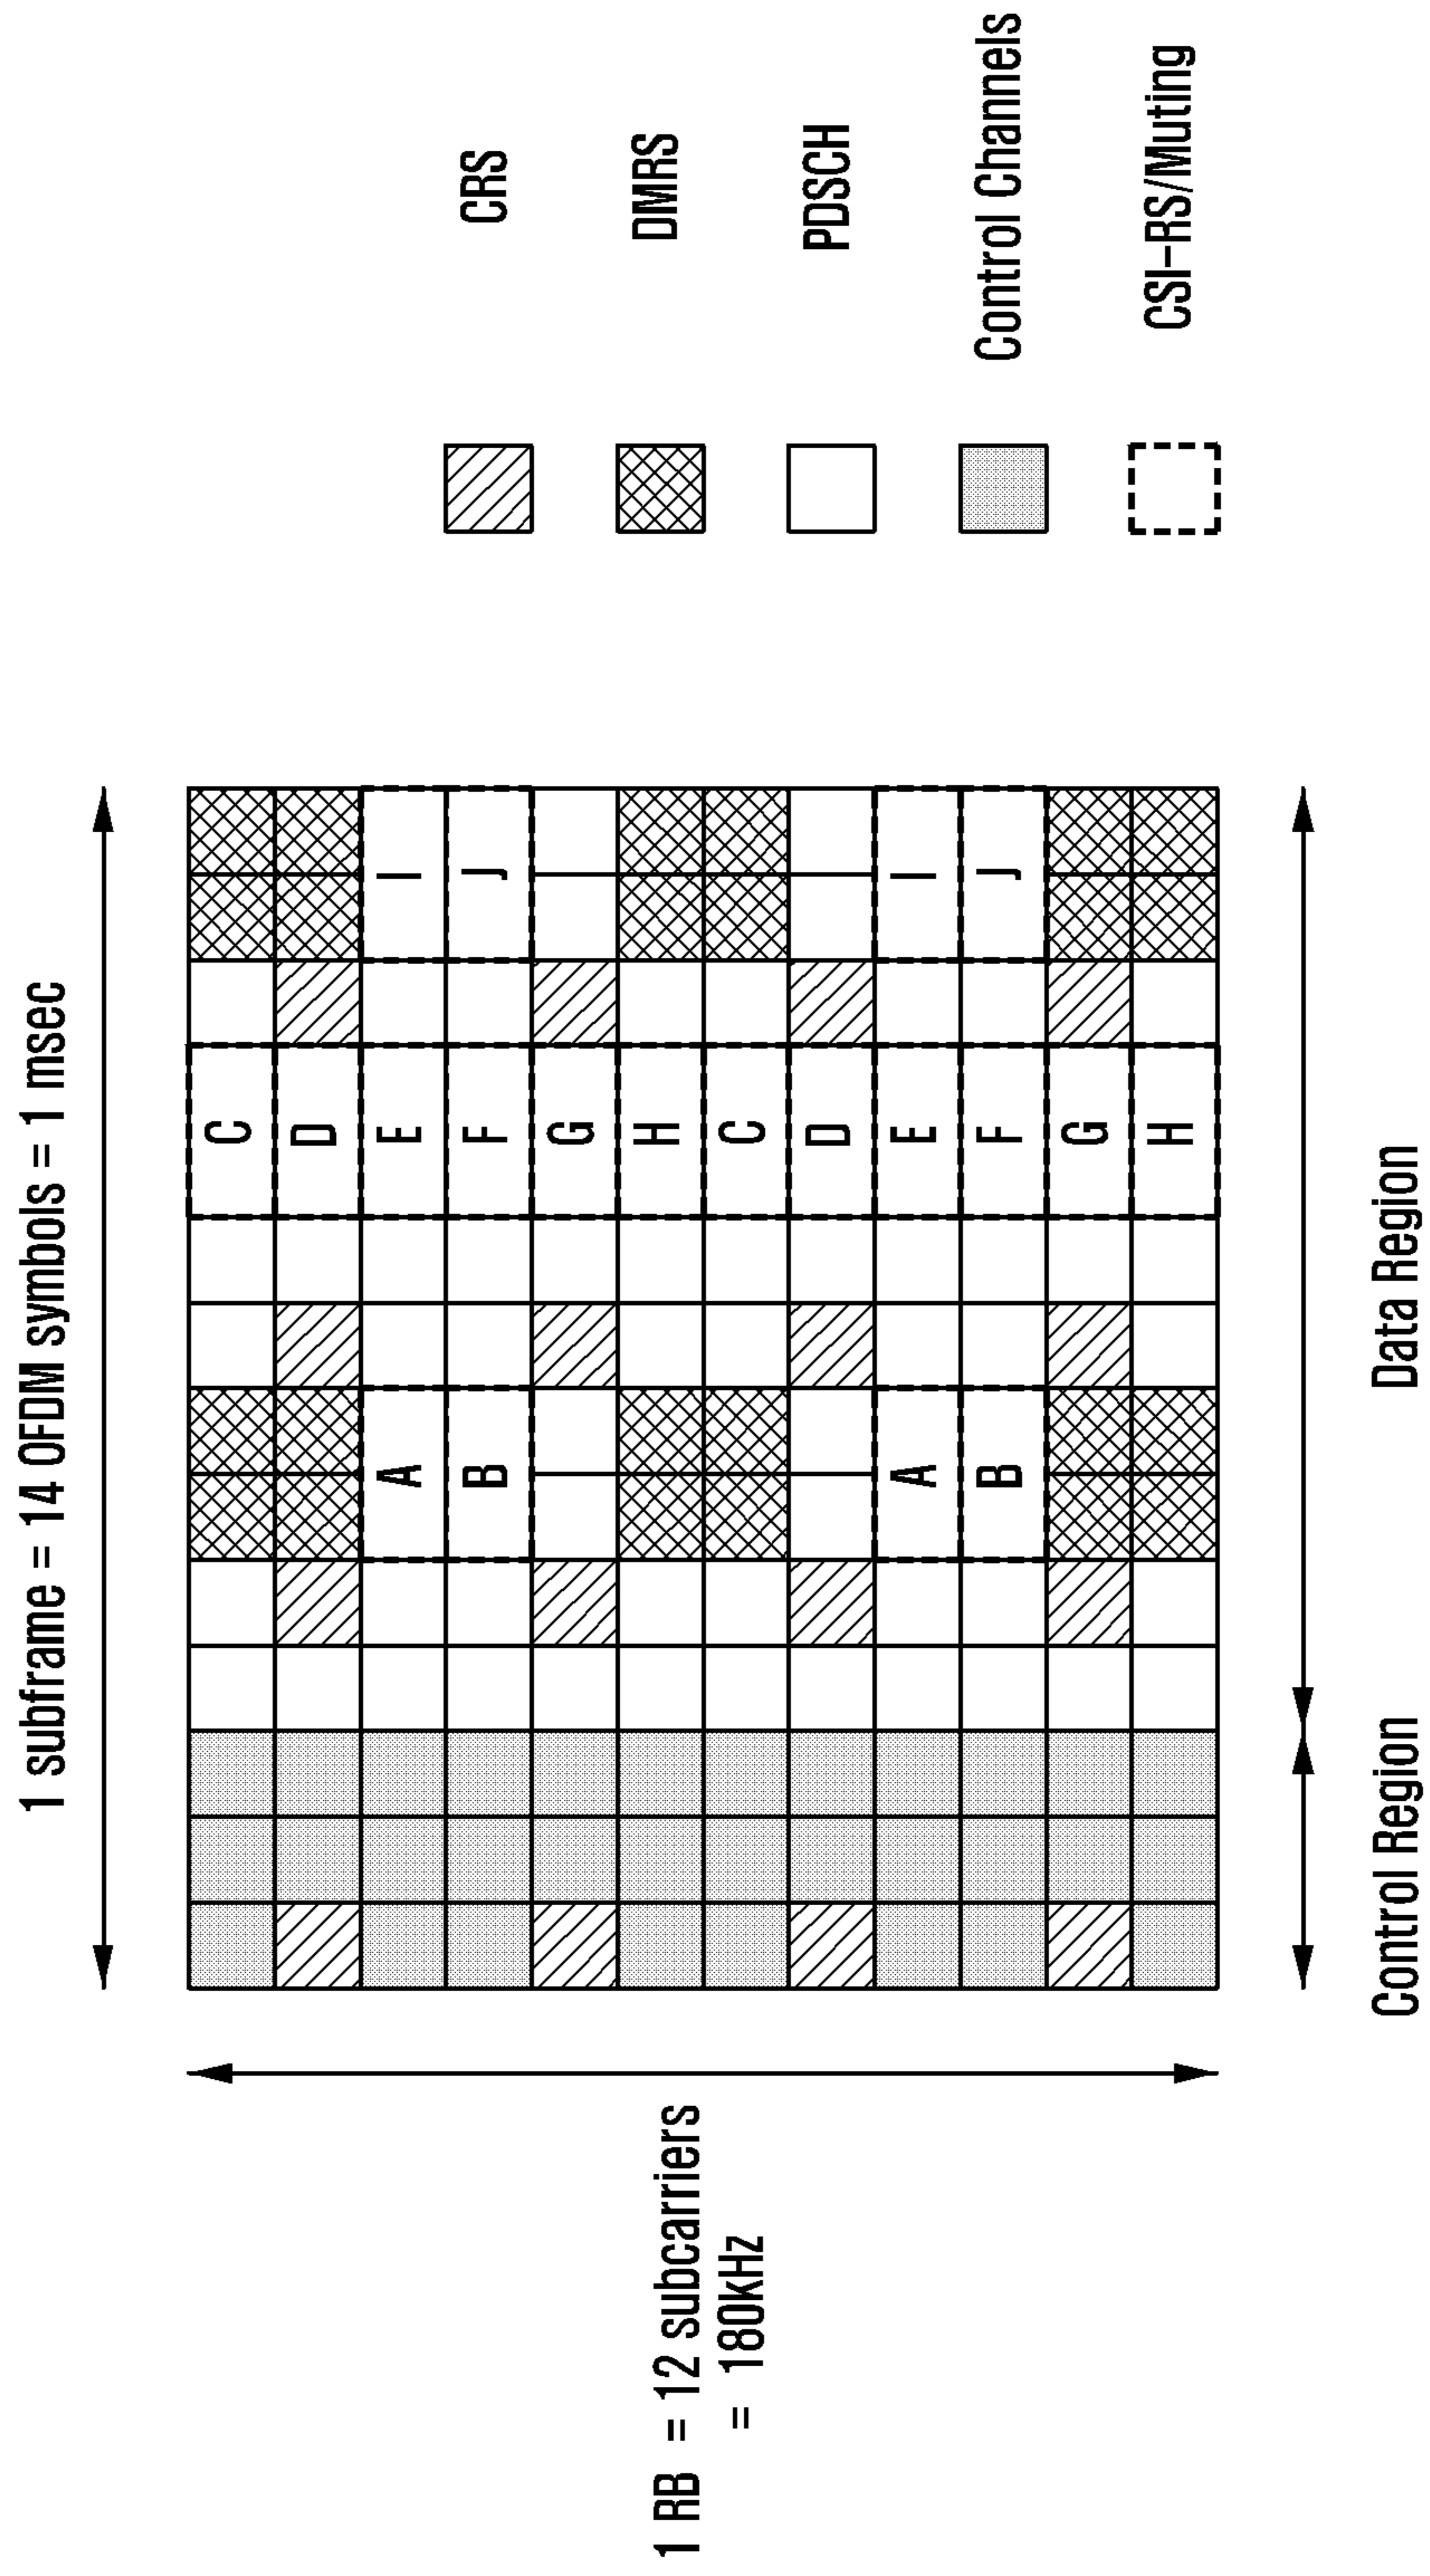 1 subframe = 14 OFDM symbols = 1 msec
1 RB = 12 subcarriers
= 180kHz
C
D
A E I
B F J
G
H
C
D
A E I
B F J
G
H
Control Region
Data Region
CRS
DMRS
PDSCH
Control Channels
CSI-RS/Muting